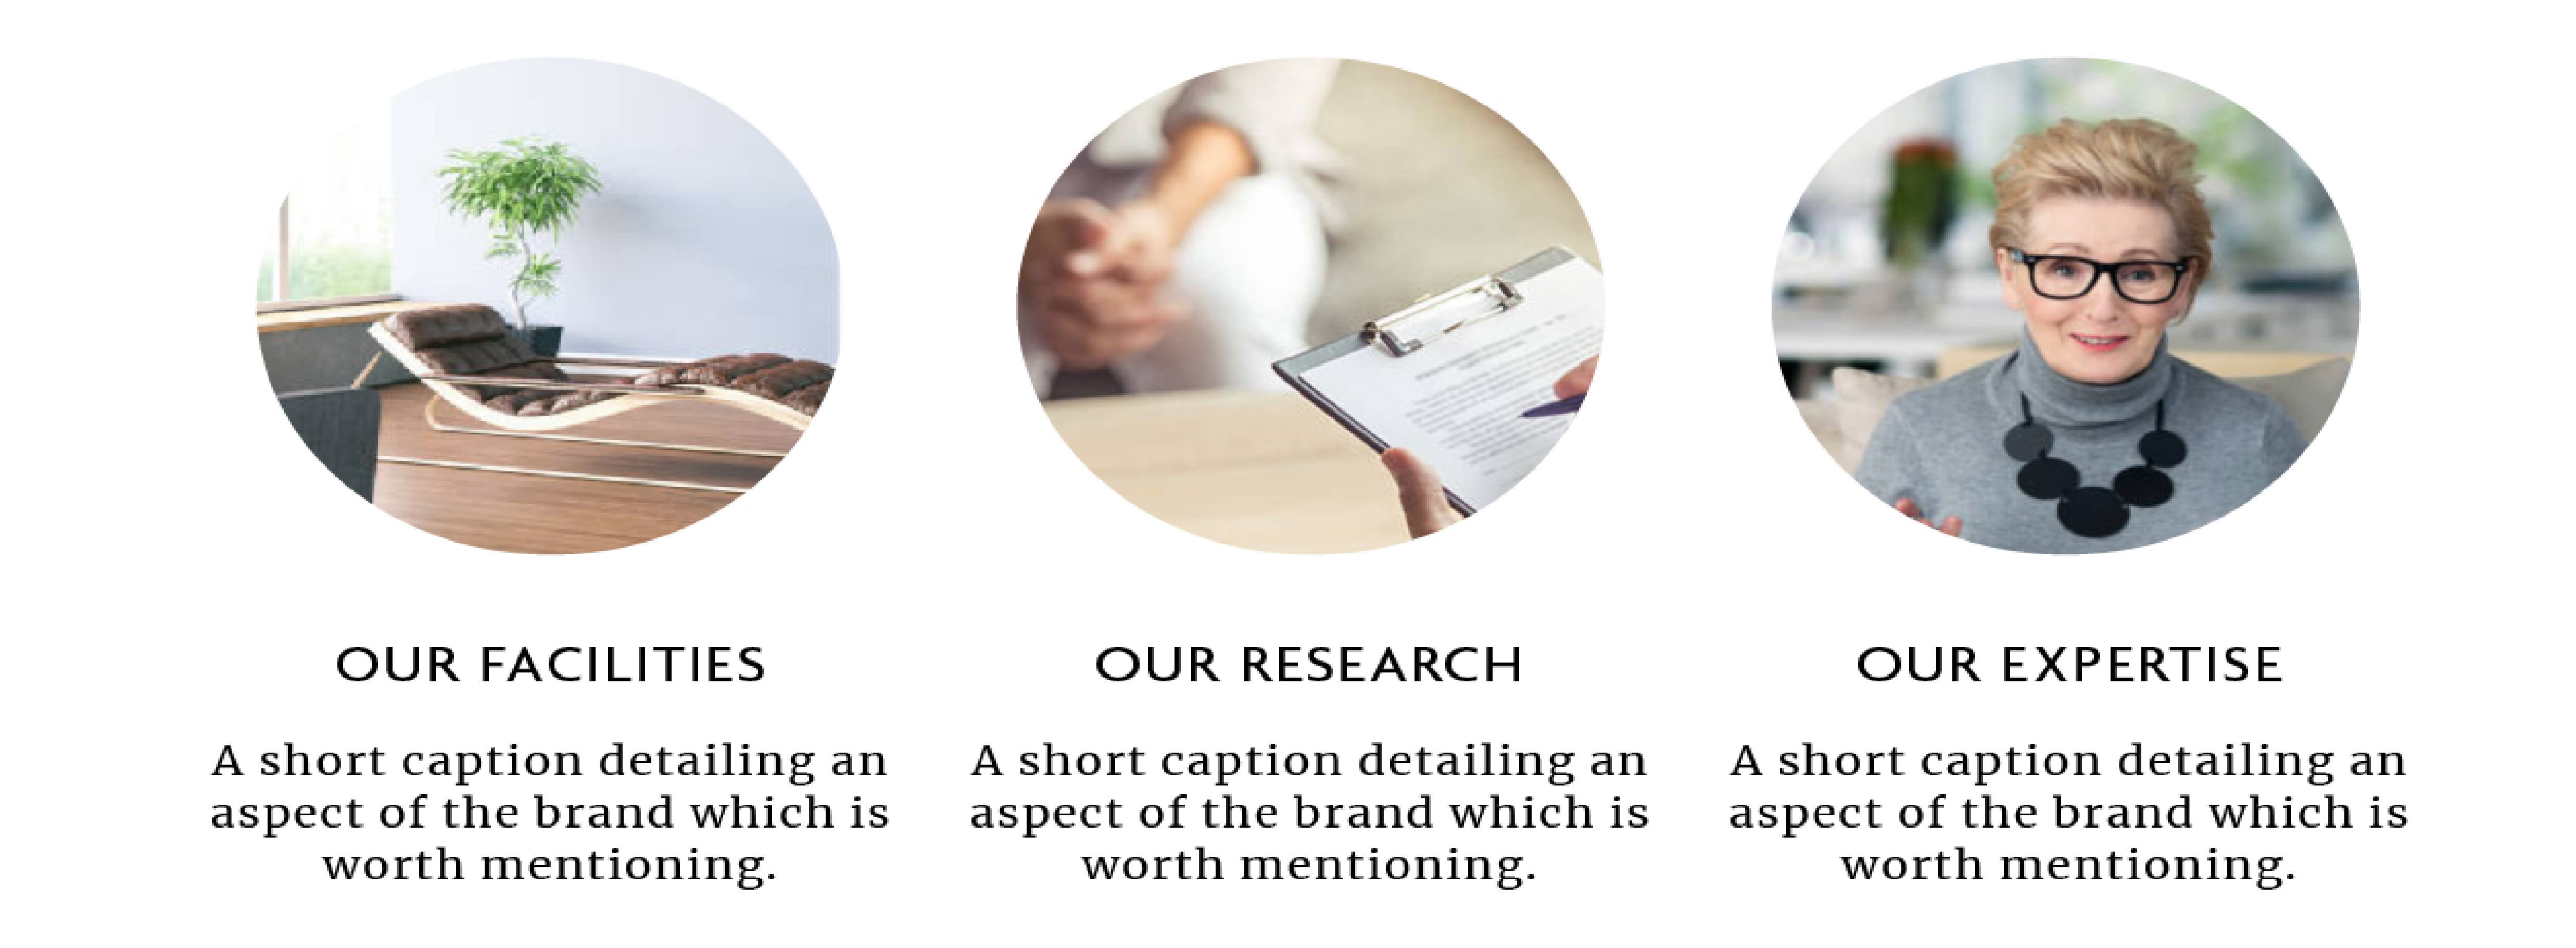 OUR FACILITIES
A short caption detailing an
aspect of the brand which is
worth mentioning.
OUR RESEARCH
A short caption detailing an
aspect of the brand which is
worth mentioning.
OUR EXPERTISE
A short caption detailing an
aspect of the brand which is
worth mentioning.